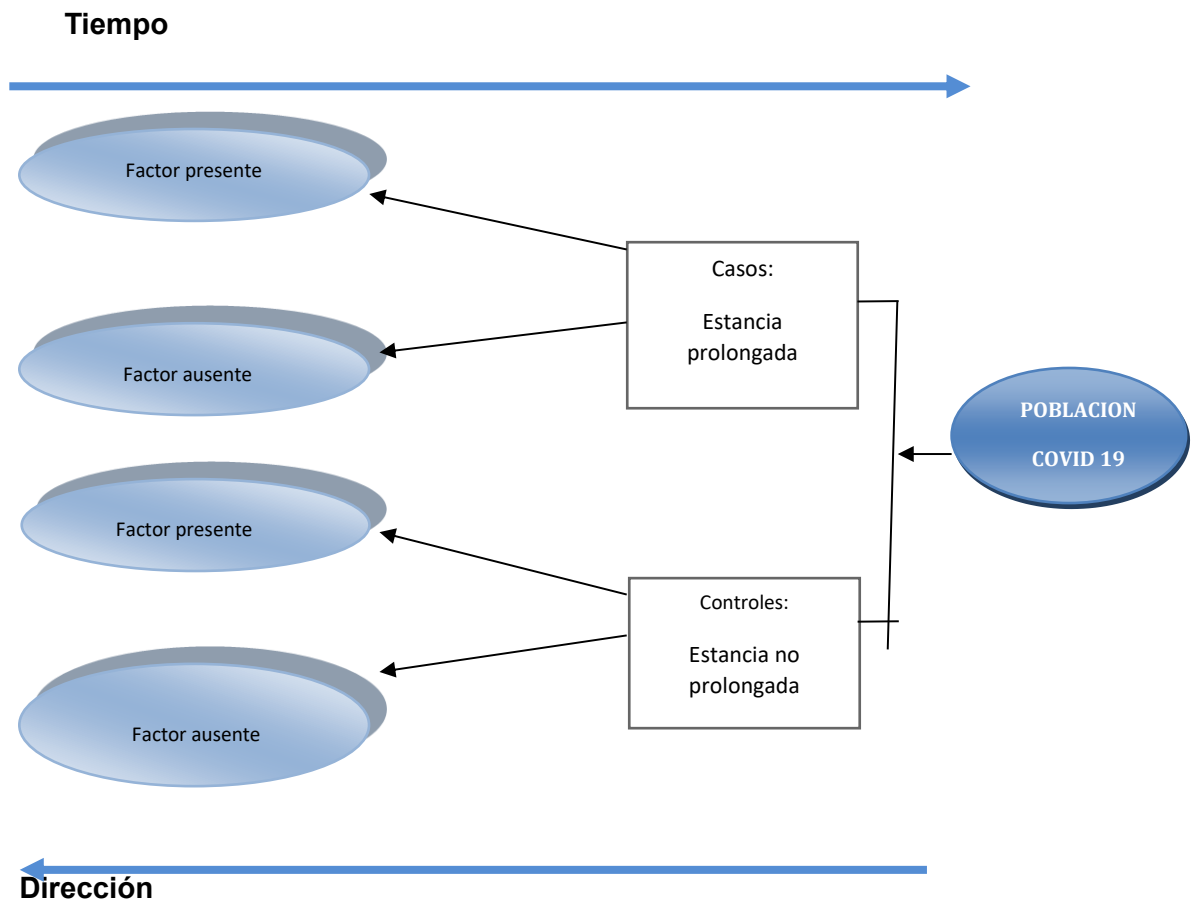 Tiempo
Factor presente
Casos:
Estancia
prolongada
Factor ausente
POBLACION
COVID 19
Factor presente
Controles:
Estancia no
prolongada
Factor ausente
Dirección